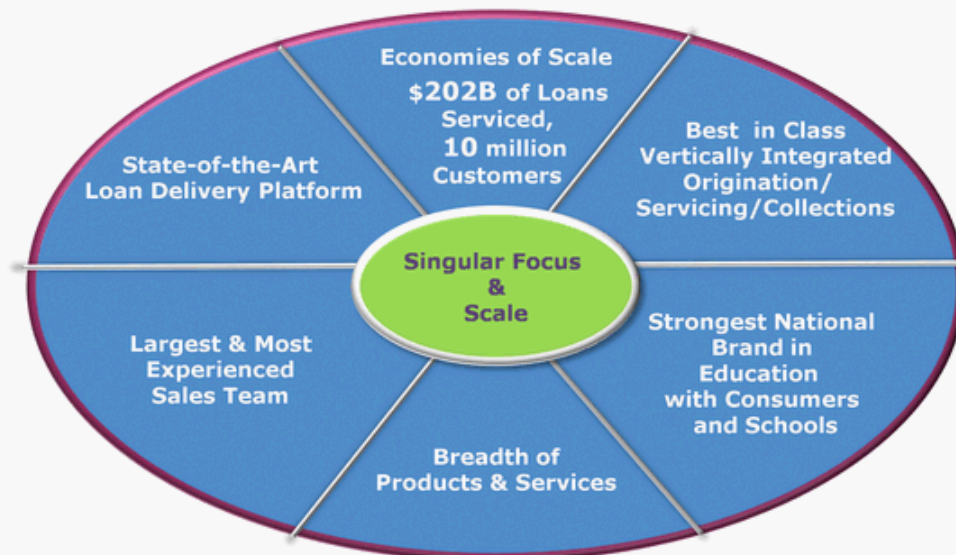 Economies of Scale
$202B of Loans
Serviced,
10 million
Customers
Best in Class
Vertically Integrated
Origination/
Servicing/Collections
Strongest National
Brand in
Education
with Consumers
and Schools
Breadth of
Products & Services
Largest & Most
Experienced
Sales Team
State-of-the-Art
Loan Delivery Platform
Singular Focus
&
Scale